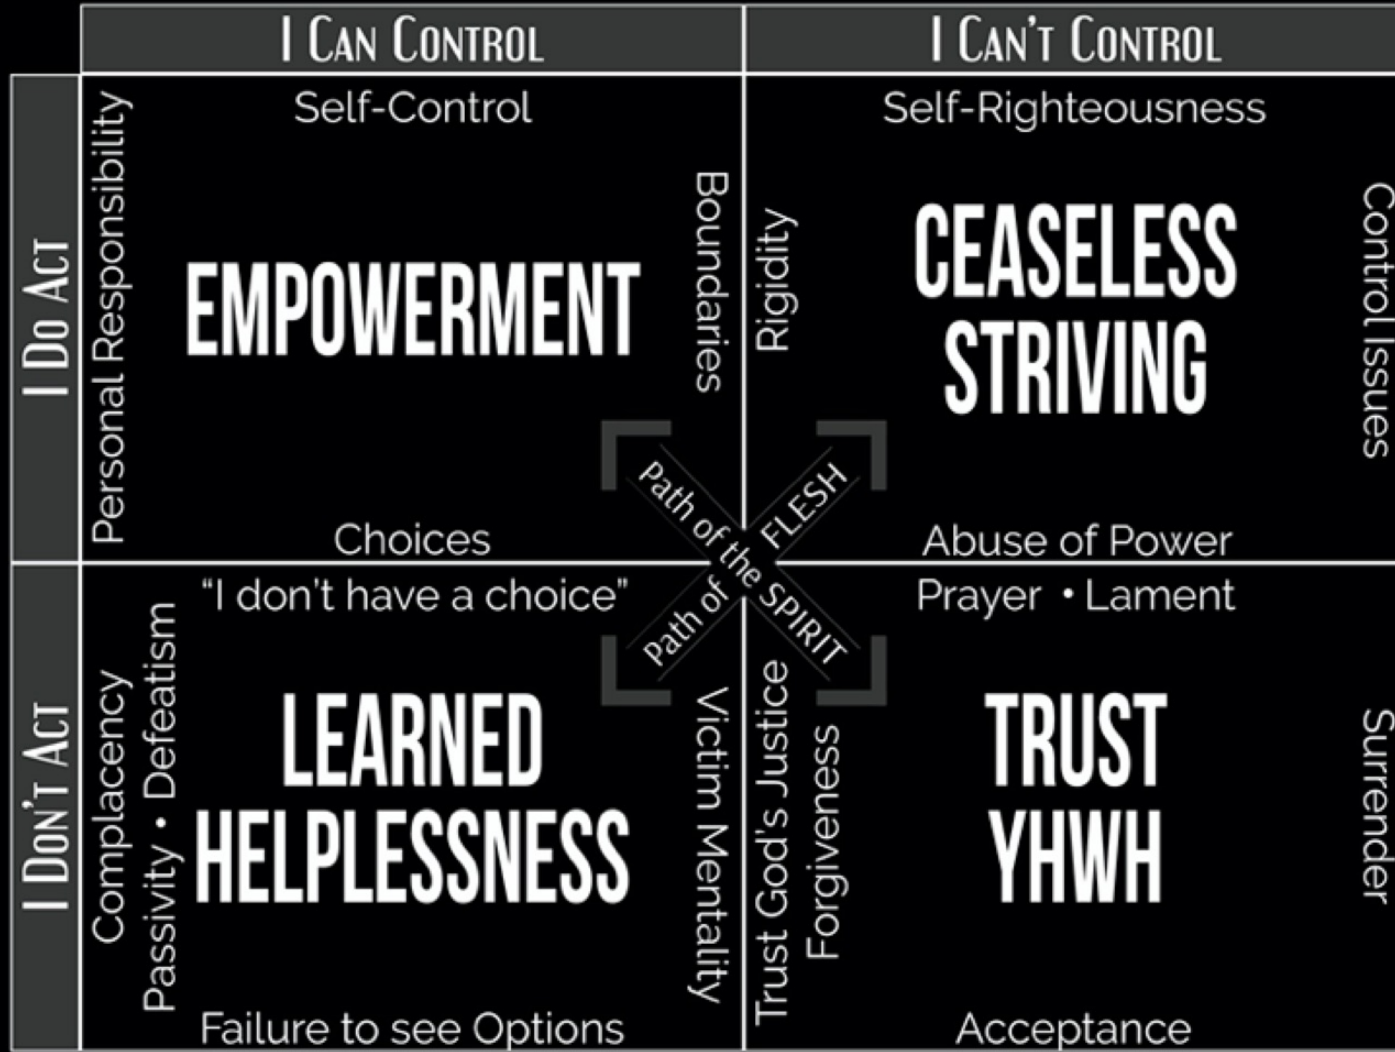 I CAN CONTROL
I CAN'T CONTROL
I DO ACT
Self-Control
Personal Responsibility
EMPOWERMENT
Boundaries
Choices
Self-Righteousness
Rigidity
CEASELESS
STRIVING
Control Issues
Abuse of Power
Path of the SPIRIT
Path of FLESH
I DON'T ACT
"I don't have a choice"
Complacency
Passivity • Defeatism
LEARNED
HELPLESSNESS
Victim Mentality
Failure to see Options
Prayer • Lament
Trust God's Justice
Forgiveness
TRUST
YHWH
Surrender
Acceptance